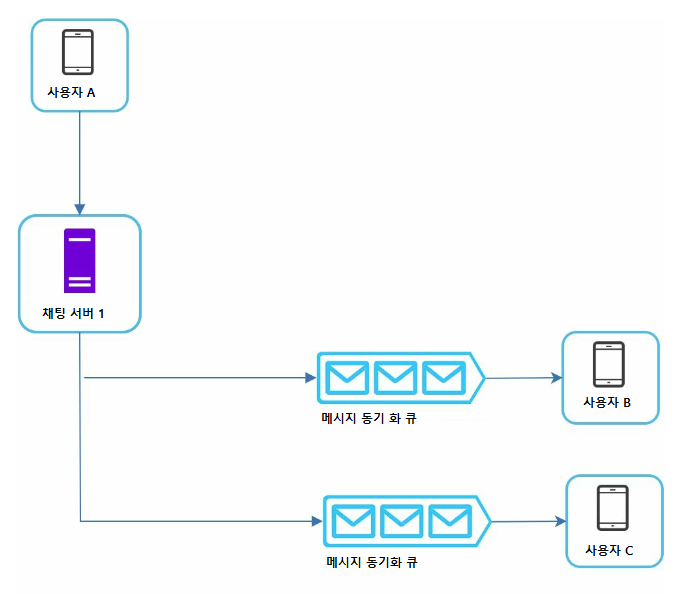 사용자 A
채팅 서버 1
메시지 동기 화 큐
사용자 B
메시지 동기화 큐
사용자 C